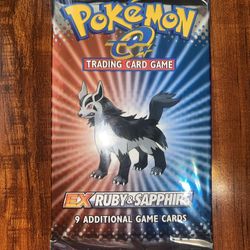 POKéMON
e
TRADING CARD GAME
EX RUBY & SAPPHIRE
9 ADDITIONAL GAME CARDS